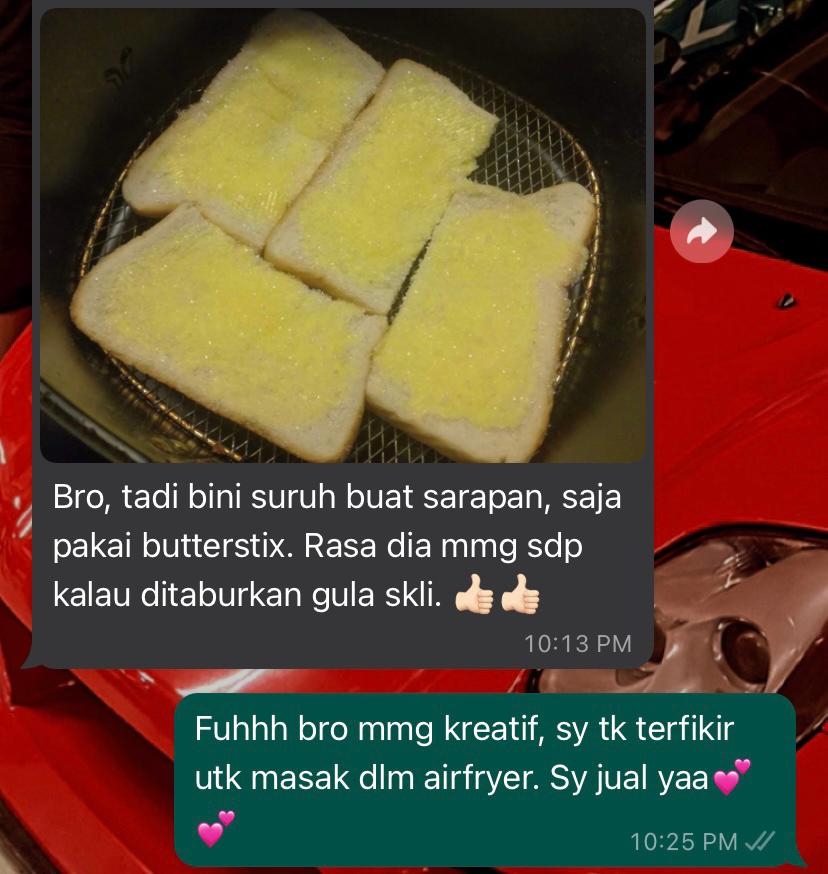 Bro, tadi bini suruh buat sarapan, saja
pakai butterstix. Rasa dia mmg sdp
kalau ditaburkan gula skli. 👍🏻👍🏻
10:13 PM
Fuhhh bro mmg kreatif, sy tk terfikir
utk masak dlm airfryer. Sy jual yaa💕
💕
10:25 PM